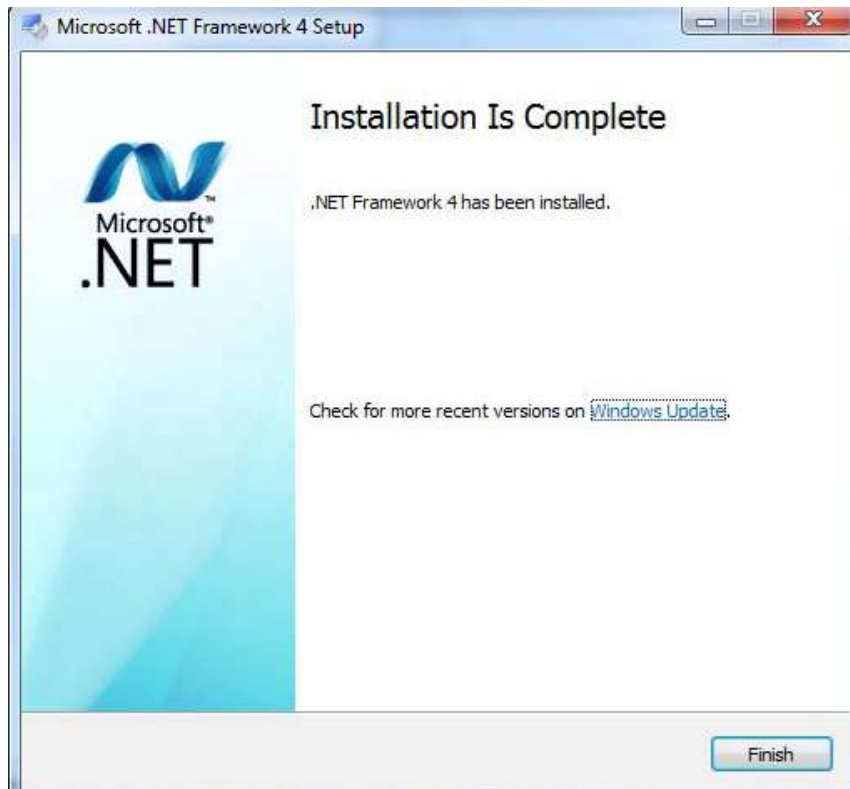 Microsoft .NET Framework 4 Setup
Installation Is Complete
.NET Framework 4 has been installed.
Microsoft®
.NET
™
Check for more recent versions on Windows Update.
Finish